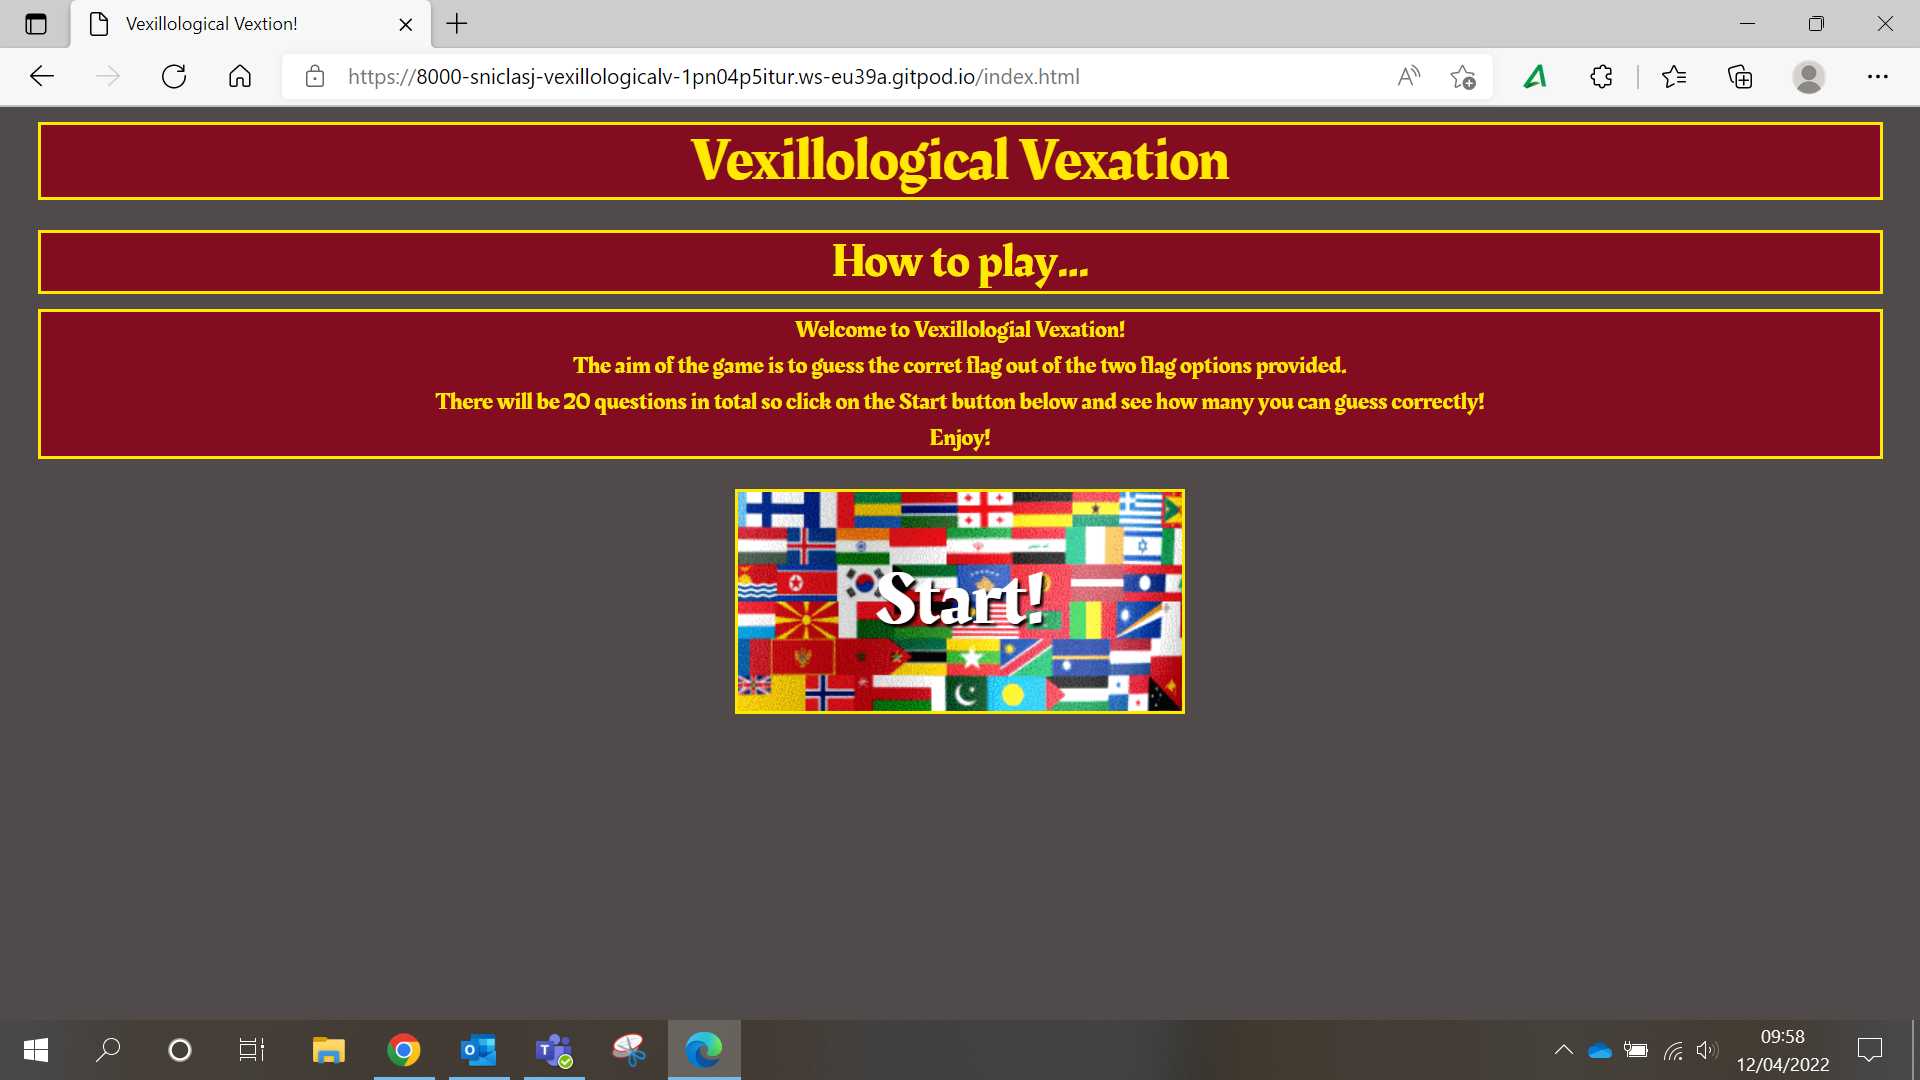 Vexillological Vextion!
https://8000-sniclasj-vexillologicalv-1pn04p5itur.ws-eu39a.gitpod.io/index.html
Vexillological Vexation
How to play...
Welcome to Vexillologial Vexation!
The aim of the game is to guess the corret flag out of the two flag options provided.
There will be 20 questions in total so click on the Start button below and see how many you can guess correctly!
Enjoy!
Start!
09:58
12/04/2022